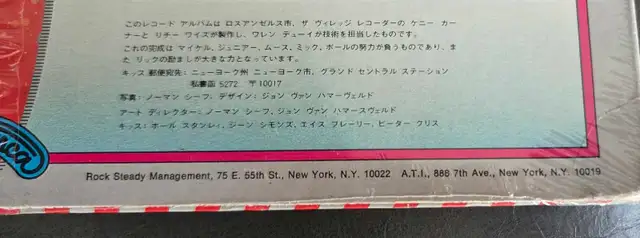 このレコード アルバムは ロスアンゼルス市、ザ ヴィレッジ レコーダーの ケニー カー
ナーと リチー ワイズが製作し、ワレン デューイが技術を担当したものです。
これの完成は マイケル、ジュニアー、ムース、ミック、ポールの努力が負うものであり、ま
た リックの励ましが大きな力となっています。
キッス 郵便宛先: ニューヨーク州 ニューヨーク市、グランド セントラル ステーション
私書函 5272 〒10017
写真: ノーマン シーフ、デザイン: ジョン ヴァン ハマーヴェルド
アート ディレクター: ノーマン シーフ、ジョン ヴァン ハマースヴェルド
キッス: ポール スタンレィ、ジーン シモンズ、エイス フレーリー、ピーター クリス
Rock Steady Management, 75 E. 55th St., New York, N.Y. 10022 A.T.I., 888 7th Ave., New York, N.Y. 10019